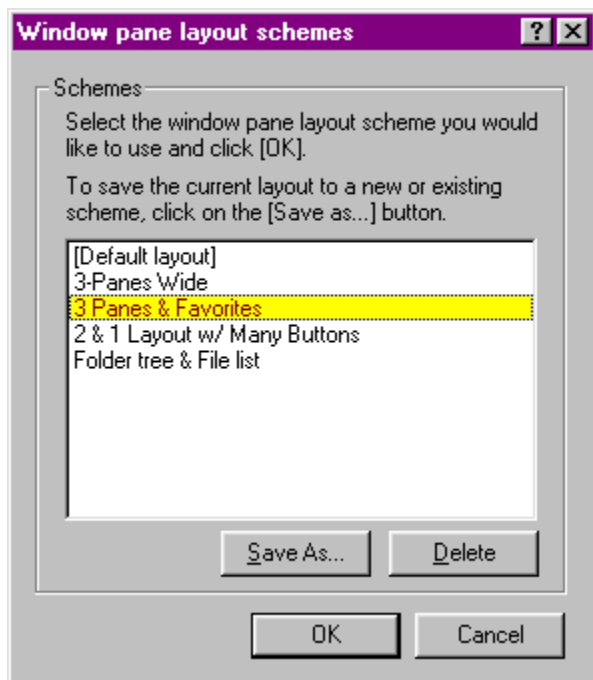 Window pane layout schemes
?
Schemes
Select the window pane layout scheme you would
like to use and click [OK].
To save the current layout to a new or existing
scheme, click on the [Save as...] button.
[Default layout]
3-Panes Wide
3 Panes & Favorites
2 & 1 Layout w/ Many Buttons
Folder tree & File list
Save As...
Delete
OK
Cancel